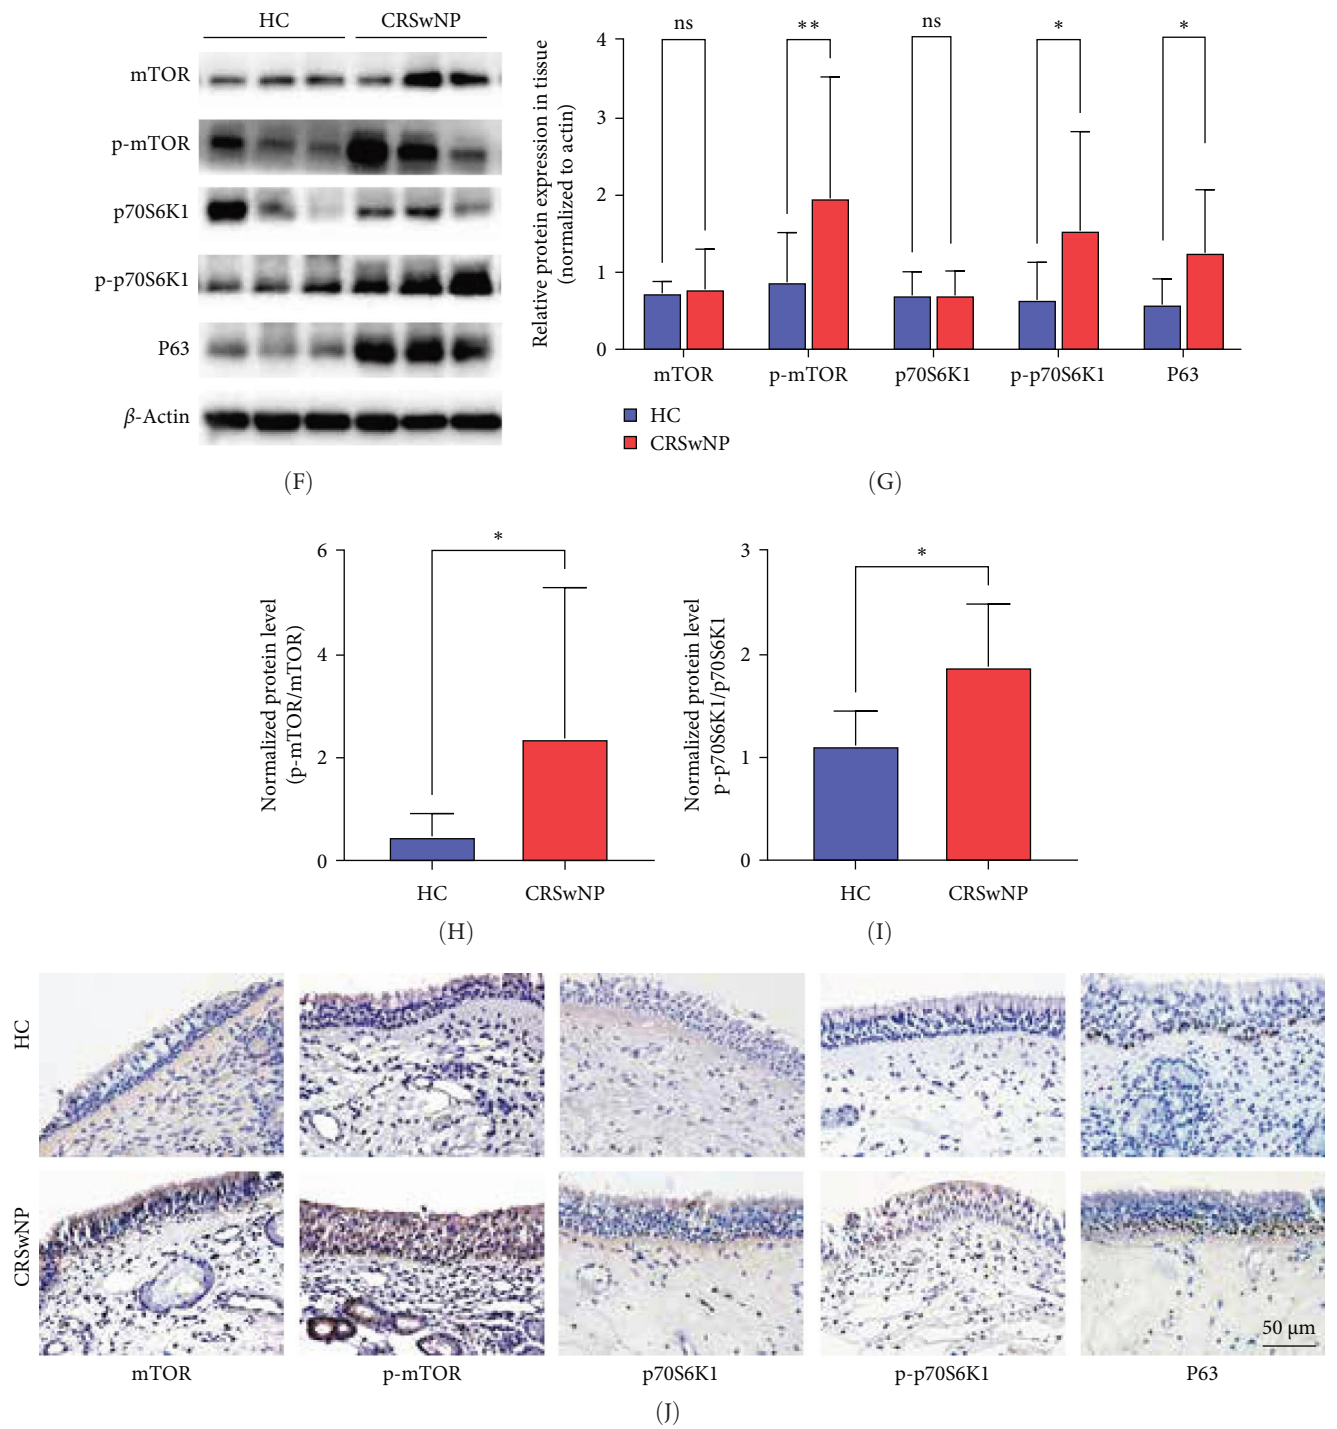 HC CRSwNP
mTOR
p-mTOR
p70S6K1
p-p70S6K1
P63
β-Actin
(F)
Relative protein expression in tissue
(normalized to actin)
4
3
2
1
0
ns ** ns * *
mTOR p-mTOR p70S6K1 p-p70S6K1 P63
HC
CRSwNP
(G)
Normalized protein level
(p-mTOR/mTOR)
6
4
2
0
*
HC CRSwNP
(H)
Normalized protein level
p-p70S6K1/p70S6K1
3
2
1
0
*
HC CRSwNP
(I)
HC
CRSwNP
50 μm
mTOR p-mTOR p70S6K1 p-p70S6K1 P63
(J)